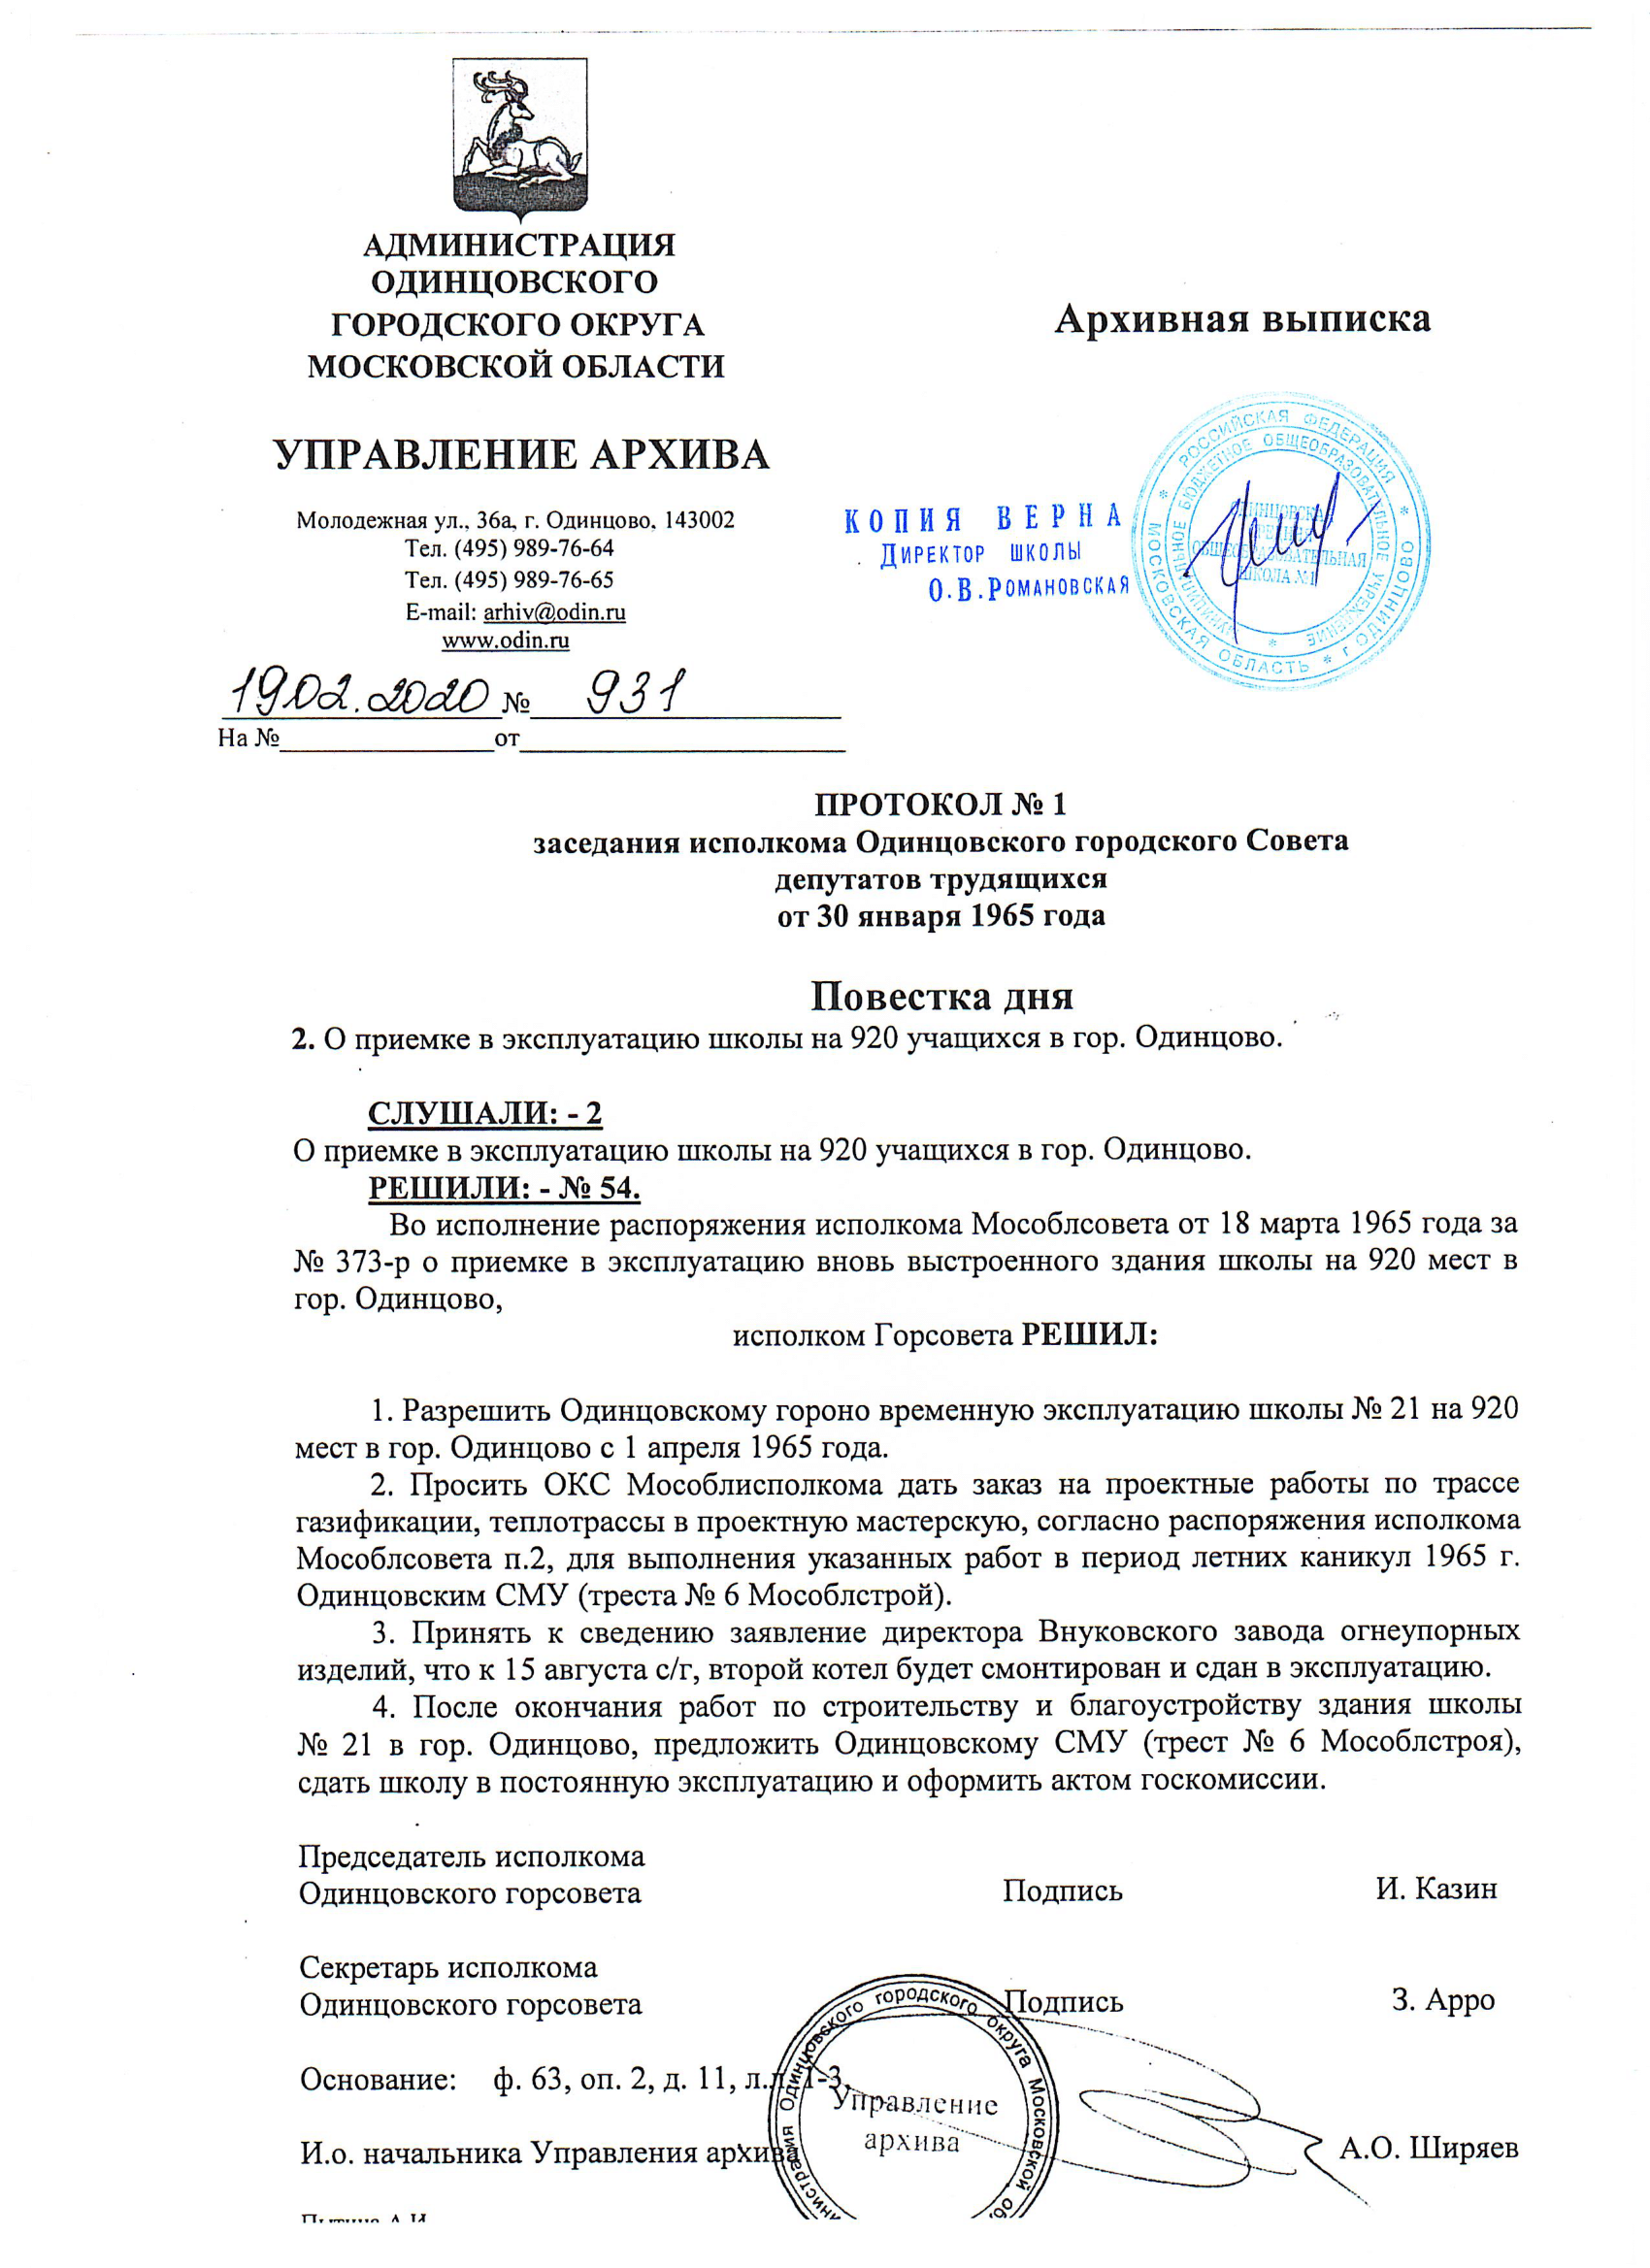 АДМИНИСТРАЦИЯ
ОДИНЦОВСКОГО
ГОРОДСКОГО ОКРУГА
МОСКОВСКОЙ ОБЛАСТИ
УПРАВЛЕНИЕ АРХИВА
Молодежная ул., 36а, г. Одинцово, 143002
Тел. (495) 989-76-64
Тел. (495) 989-76-65
E-mail: arhiv@odin.ru
www.odin.ru
19.02.2020 № 931
На № от
Архивная выписка
КОПИЯ ВЕРНА
ДИРЕКТОР ШКОЛЫ
О.В.РОМАНОВСКАЯ
РОССИЙСКАЯ ФЕДЕРАЦИЯ * МОСКОВСКАЯ ОБЛАСТЬ * г ОДИНЦОВО *
МУНИЦИПАЛЬНОЕ БЮДЖЕТНОЕ ОБЩЕОБРАЗОВАТЕЛЬНОЕ УЧРЕЖДЕНИЕ *
ОДИНЦОВСКАЯ
СРЕДНЯЯ
ОБЩЕОБРАЗОВАТЕЛЬНАЯ
ШКОЛА №1
ПРОТОКОЛ № 1
заседания исполкома Одинцовского городского Совета
депутатов трудящихся
от 30 января 1965 года
Повестка дня
2. О приемке в эксплуатацию школы на 920 учащихся в гор. Одинцово.
СЛУШАЛИ: - 2
О приемке в эксплуатацию школы на 920 учащихся в гор. Одинцово.
РЕШИЛИ: - № 54.
Во исполнение распоряжения исполкома Мособлсовета от 18 марта 1965 года за
№ 373-р о приемке в эксплуатацию вновь выстроенного здания школы на 920 мест в
гор. Одинцово,
исполком Горсовета РЕШИЛ:
1. Разрешить Одинцовскому гороно временную эксплуатацию школы № 21 на 920
мест в гор. Одинцово с 1 апреля 1965 года.
2. Просить ОКС Мособлисполкома дать заказ на проектные работы по трассе
газификации, теплотрассы в проектную мастерскую, согласно распоряжения исполкома
Мособлсовета п.2, для выполнения указанных работ в период летних каникул 1965 г.
Одинцовским СМУ (треста № 6 Мособлстрой).
3. Принять к сведению заявление директора Внуковского завода огнеупорных
изделий, что к 15 августа с/г, второй котел будет смонтирован и сдан в эксплуатацию.
4. После окончания работ по строительству и благоустройству здания школы
№ 21 в гор. Одинцово, предложить Одинцовскому СМУ (трест № 6 Мособлстроя),
сдать школу в постоянную эксплуатацию и оформить актом госкомиссии.
Председатель исполкома
Одинцовского горсовета Подпись И. Казин
Секретарь исполкома
Одинцовского горсовета Подпись З. Арро
Основание: ф. 63, оп. 2, д. 11, л.л. 1-3.
И.о. начальника Управления архива А.О. Ширяев
Одинцовского городского округа Московской
Управление
архива